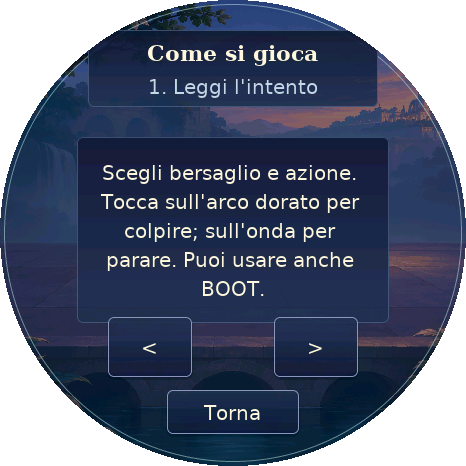 Come si gioca
1. Leggi l'intento
Scegli bersaglio e azione.
Tocca sull'arco dorato per
colpire; sull'onda per
parare. Puoi usare anche
BOOT.
<
>
Torna